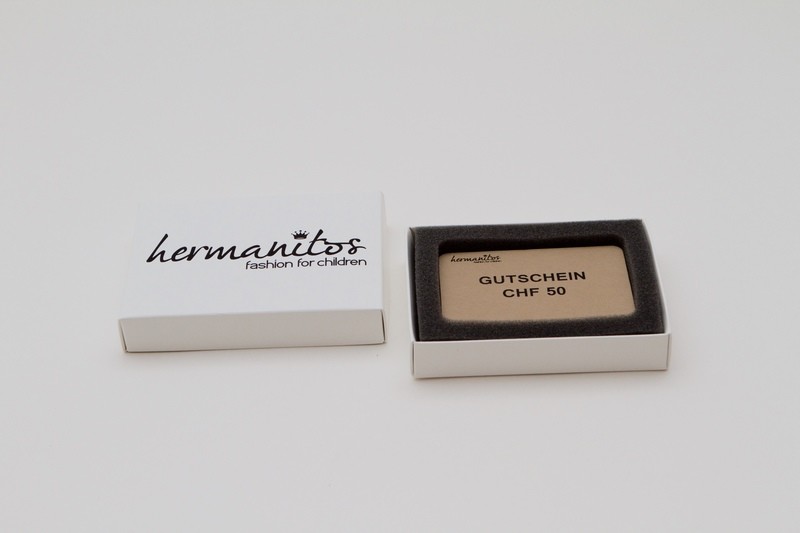 hermanitos
fashion for children
hermanitos
GUTSCHEIN
CHF 50